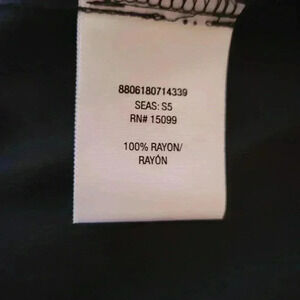 8806180714339
SEAS: S5
RN# 15099
100% RAYON/
RAYÓN